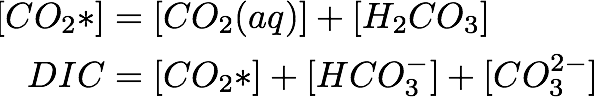 [CO₂*] = [CO₂(aq)] + [H₂CO₃]
DIC = [CO₂*] + [HCO₃⁻] + [CO₃²⁻]